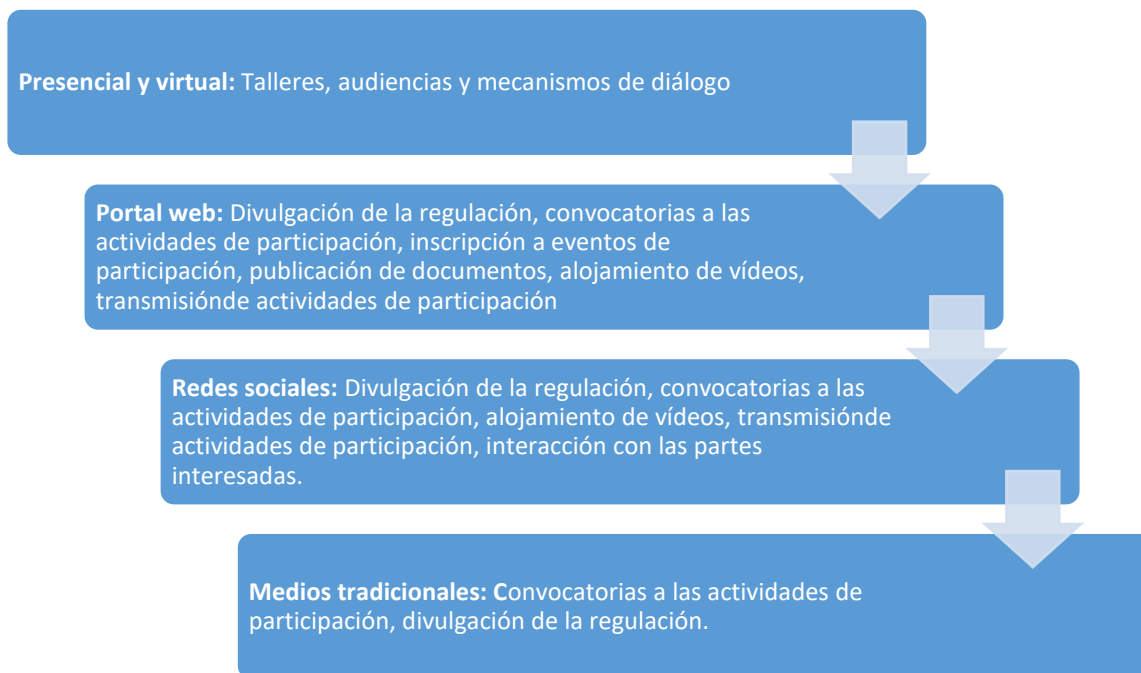 Presencial y virtual: Talleres, audiencias y mecanismos de diálogo
Portal web: Divulgación de la regulación, convocatorias a las
actividades de participación, inscripción a eventos de
participación, publicación de documentos, alojamiento de vídeos,
transmisiónde actividades de participación
Redes sociales: Divulgación de la regulación, convocatorias a las
actividades de participación, alojamiento de vídeos, transmisiónde
actividades de participación, interacción con las partes
interesadas.
Medios tradicionales: Convocatorias a las actividades de
participación, divulgación de la regulación.